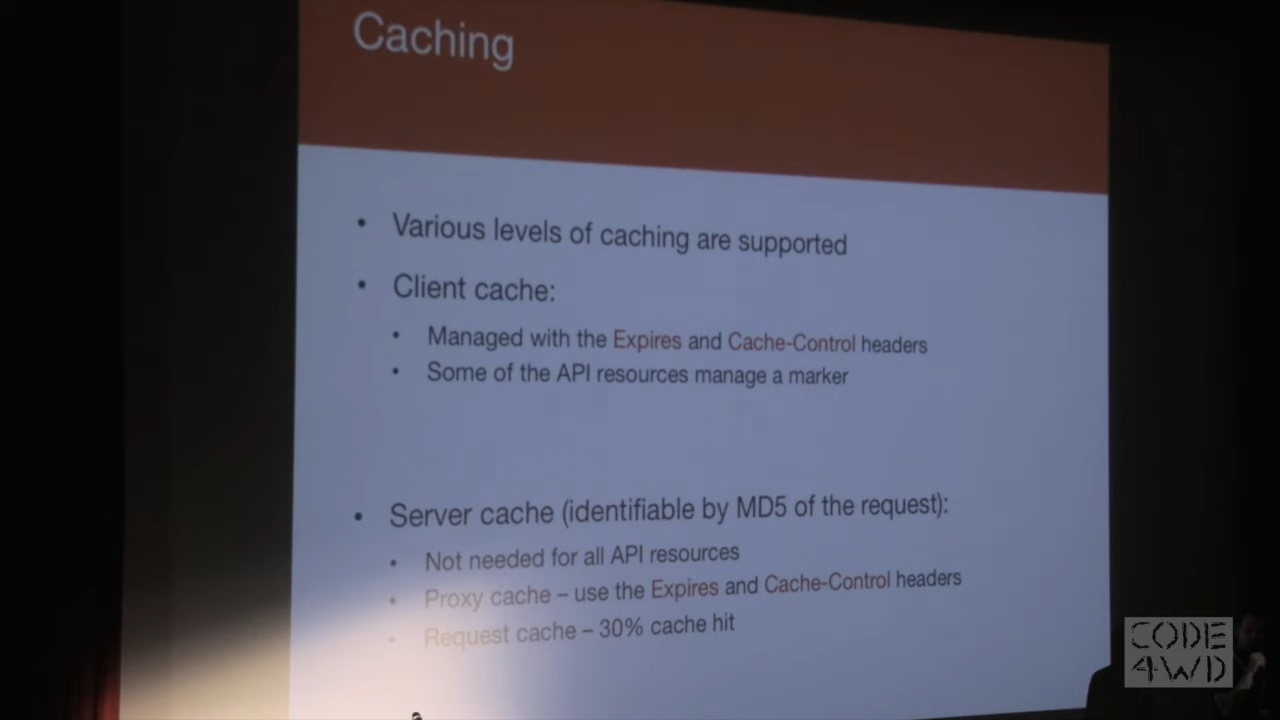 Caching
• Various levels of caching are supported
• Client cache:
• Managed with the Expires and Cache-Control headers
• Some of the API resources manage a marker
• Server cache (identifiable by MD5 of the request):
• Not needed for all API resources
• Proxy cache – use the Expires and Cache-Control headers
• Request cache – 30% cache hit
CODE
4WD